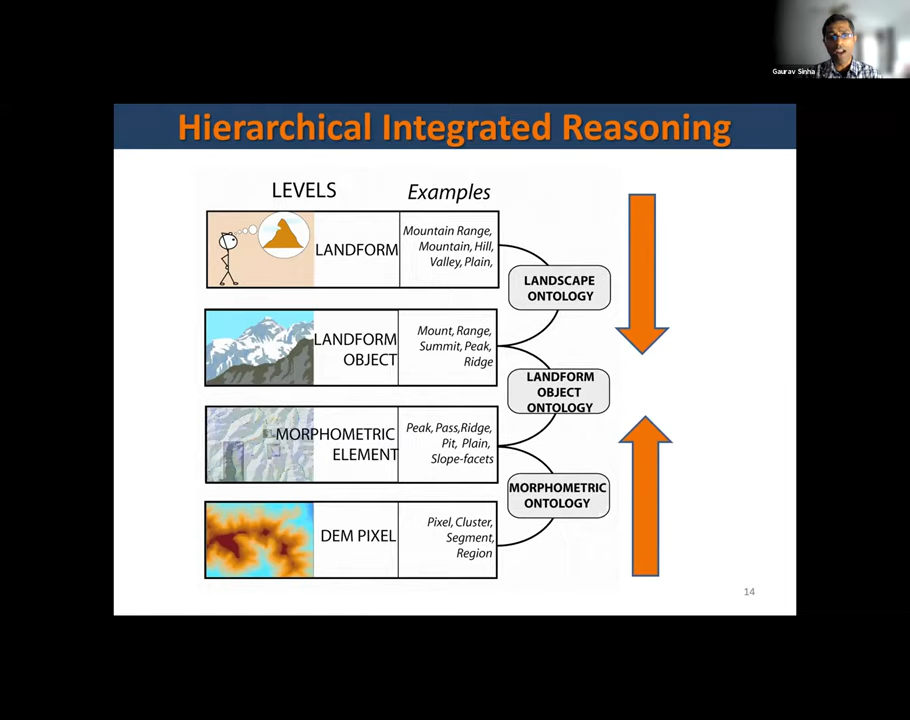 Gaurav Sinha
Hierarchical Integrated Reasoning
LEVELS
Examples
LANDFORM
Mountain Range,
Mountain, Hill,
Valley, Plain,
LANDSCAPE
ONTOLOGY
LANDFORM
OBJECT
Mount, Range,
Summit, Peak,
Ridge
LANDFORM
OBJECT
ONTOLOGY
MORPHOMETRIC
ELEMENT
Peak, Pass,Ridge,
Pit, Plain,
Slope-facets
MORPHOMETRIC
ONTOLOGY
DEM PIXEL
Pixel, Cluster,
Segment,
Region
14